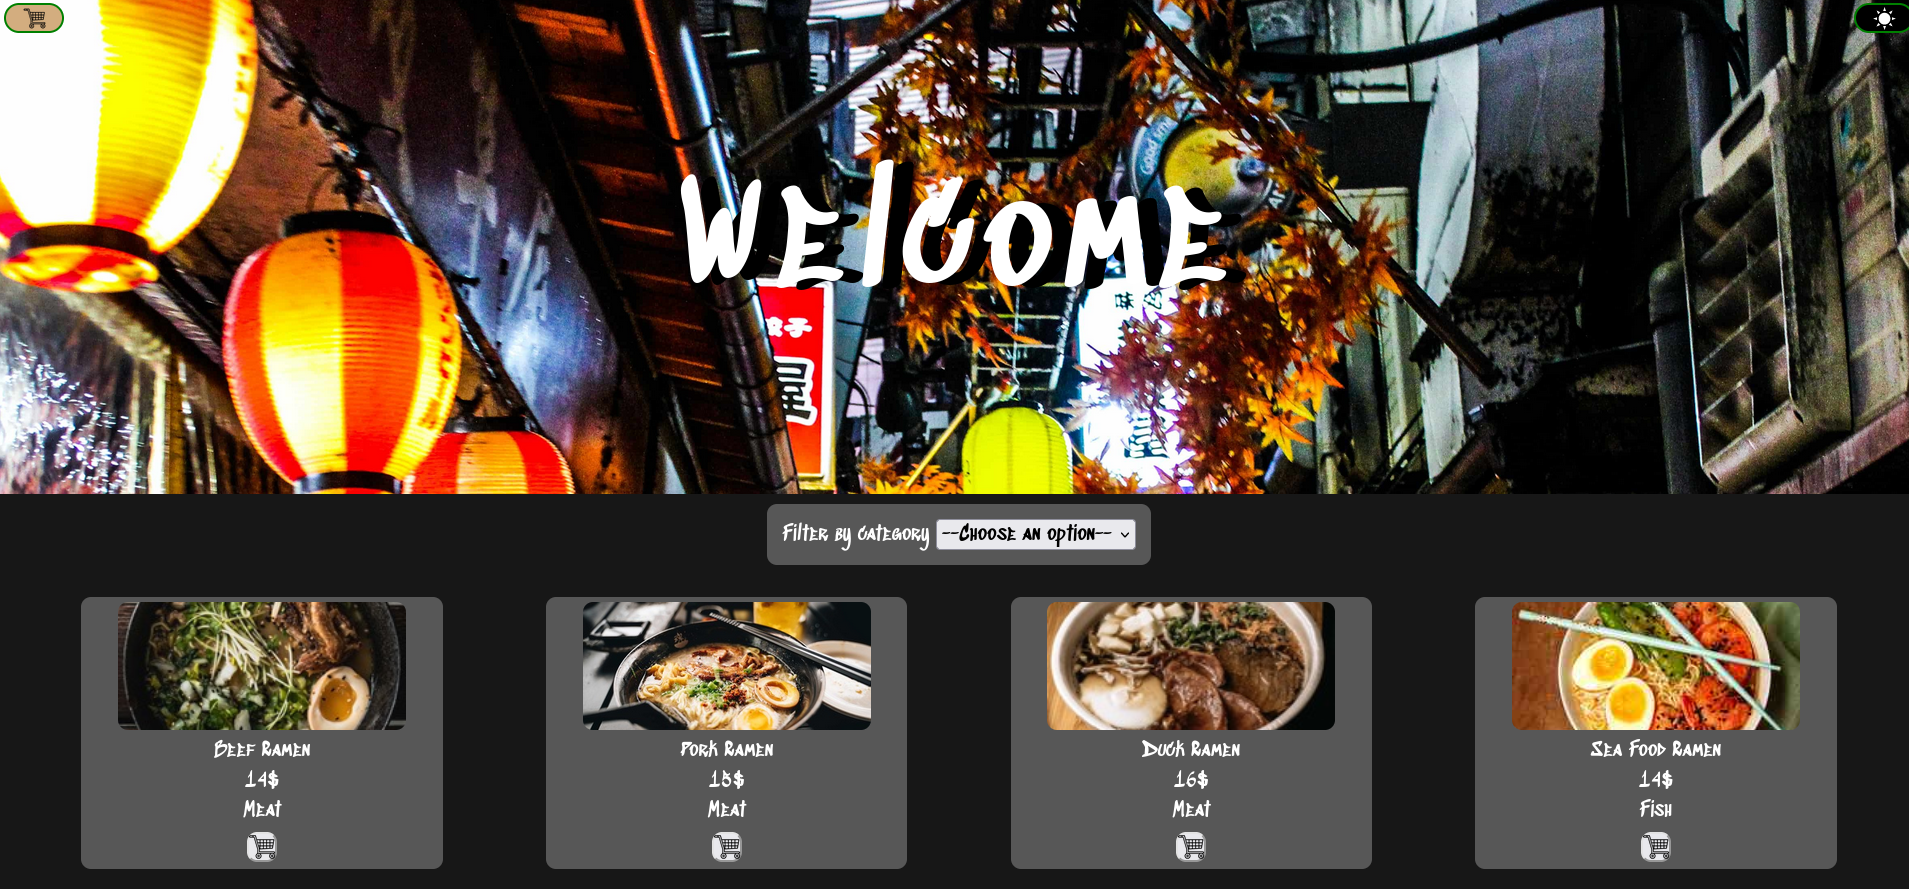 Welcome
Filter by category --Choose an option--
Beef Ramen
14$
Meat
Pork Ramen
15$
Meat
Duck Ramen
16$
Meat
Sea Food Ramen
14$
Fish